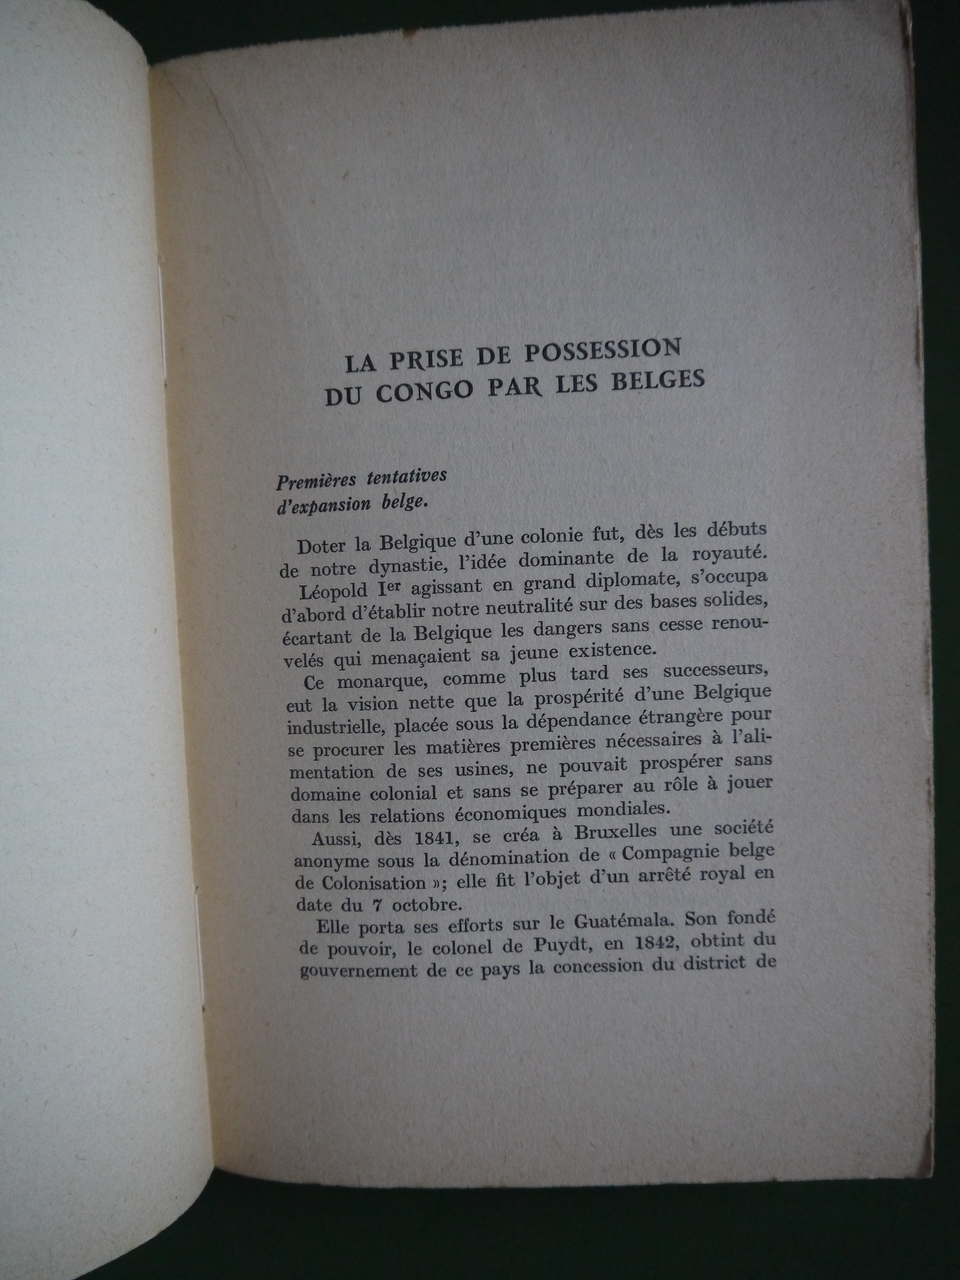 LA PRISE DE POSSESSION
DU CONGO PAR LES BELGES
Premières tentatives
d'expansion belge.
Doter la Belgique d'une colonie fut, dès les débuts
de notre dynastie, l'idée dominante de la royauté.
Léopold Ier agissant en grand diplomate, s'occupa
d'abord d'établir notre neutralité sur des bases solides,
écartant de la Belgique les dangers sans cesse renou-
velés qui menaçaient sa jeune existence.
Ce monarque, comme plus tard ses successeurs,
eut la vision nette que la prospérité d'une Belgique
industrielle, placée sous la dépendance étrangère pour
se procurer les matières premières nécessaires à l'ali-
mentation de ses usines, ne pouvait prospérer sans
domaine colonial et sans se préparer au rôle à jouer
dans les relations économiques mondiales.
Aussi, dès 1841, se créa à Bruxelles une société
anonyme sous la dénomination de « Compagnie belge
de Colonisation »; elle fit l'objet d'un arrêté royal en
date du 7 octobre.
Elle porta ses efforts sur le Guatémala. Son fondé
de pouvoir, le colonel de Puydt, en 1842, obtint du
gouvernement de ce pays la concession du district de